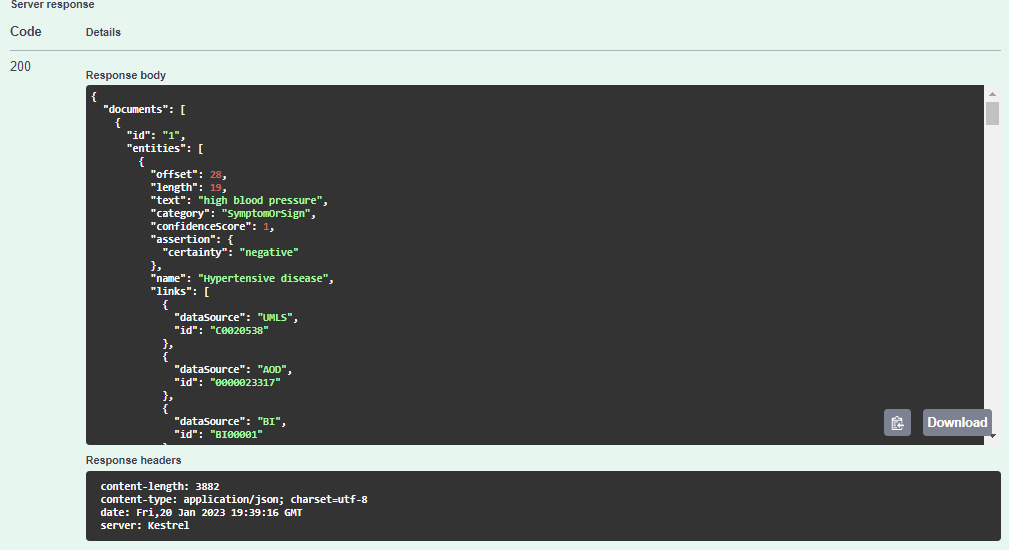 Server response
Code Details
200
Response body
{
  "documents": [
    {
      "id": "1",
      "entities": [
        {
          "offset": 28,
          "length": 19,
          "text": "high blood pressure",
          "category": "SymptomOrSign",
          "confidenceScore": 1,
          "assertion": {
            "certainty": "negative"
          },
          "name": "Hypertensive disease",
          "links": [
            {
              "dataSource": "UMLS",
              "id": "C0020538"
            },
            {
              "dataSource": "AOD",
              "id": "0000023317"
            },
            {
              "dataSource": "BI",
              "id": "BI00001"
Download
Response headers
content-length: 3882
content-type: application/json; charset=utf-8
date: Fri,20 Jan 2023 19:39:16 GMT
server: Kestrel